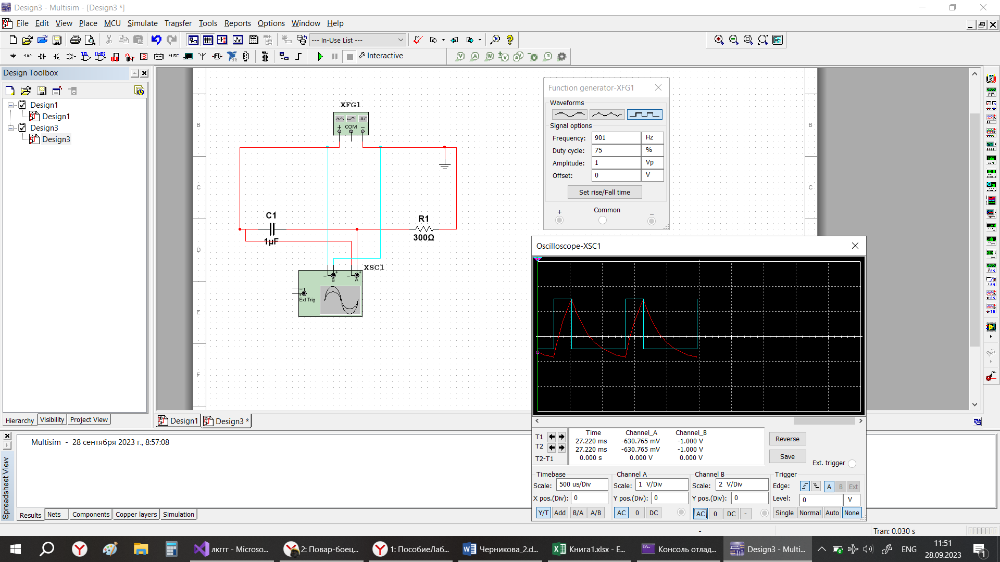 Design3 - Multisim - [Design3 *]
File Edit View Place MCU Simulate Transfer Tools Reports Options Window Help
--- In-Use List ---
MISC
Interactive
Design Toolbox
Design1
Design1
Design3
Design3
Hierarchy Visibility Project View
B
C
D
E
F
B
C
XFG1
+ COM −
C1
1µF
R1
300Ω
XSC1
B A
Ext Trig
Function generator-XFG1
Waveforms
Signal options
Frequency: 901 Hz
Duty cycle: 75 %
Amplitude: 1 Vp
Offset: 0 V
Set rise/Fall time
+ Common −
Oscilloscope-XSC1
T1
T2
T2-T1
Time Channel_A Channel_B
27.220 ms -630.765 mV -1.000 V
27.220 ms -630.765 mV -1.000 V
0.000 s 0.000 V 0.000 V
Reverse
Save
Ext. trigger
Timebase
Scale: 500 us/Div
X pos.(Div): 0
Y/T Add B/A A/B
Channel A
Scale: 1 V/Div
Y pos.(Div): 0
AC 0 DC
Channel B
Scale: 2 V/Div
Y pos.(Div): 0
AC 0 DC -
Trigger
Edge: A B Ext
Level: 0 V
Single Normal Auto None
Design1 Design3 *
Multisim - 28 сентября 2023 г., 8:57:08
Spreadsheet View
Results Nets Components Copper layers Simulation
- Tran: 0.030 s
лкггг - Microso...
2: Повар-боец...
1: ПособиеЛаб...
Черникова_2.d...
Книга1.xlsx - E...
Консоль отлад...
Design3 - Multi...
ENG
11:51
28.09.2023
1